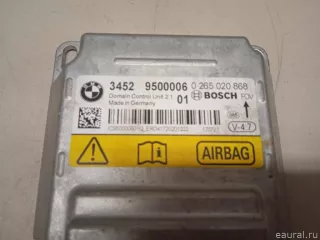 BMW
3452 9500006 0 265 020 868
Domain Control Unit 2.1 01 BOSCH
Made in Germany
V-4.7
AIRBAG
© eaural.ru